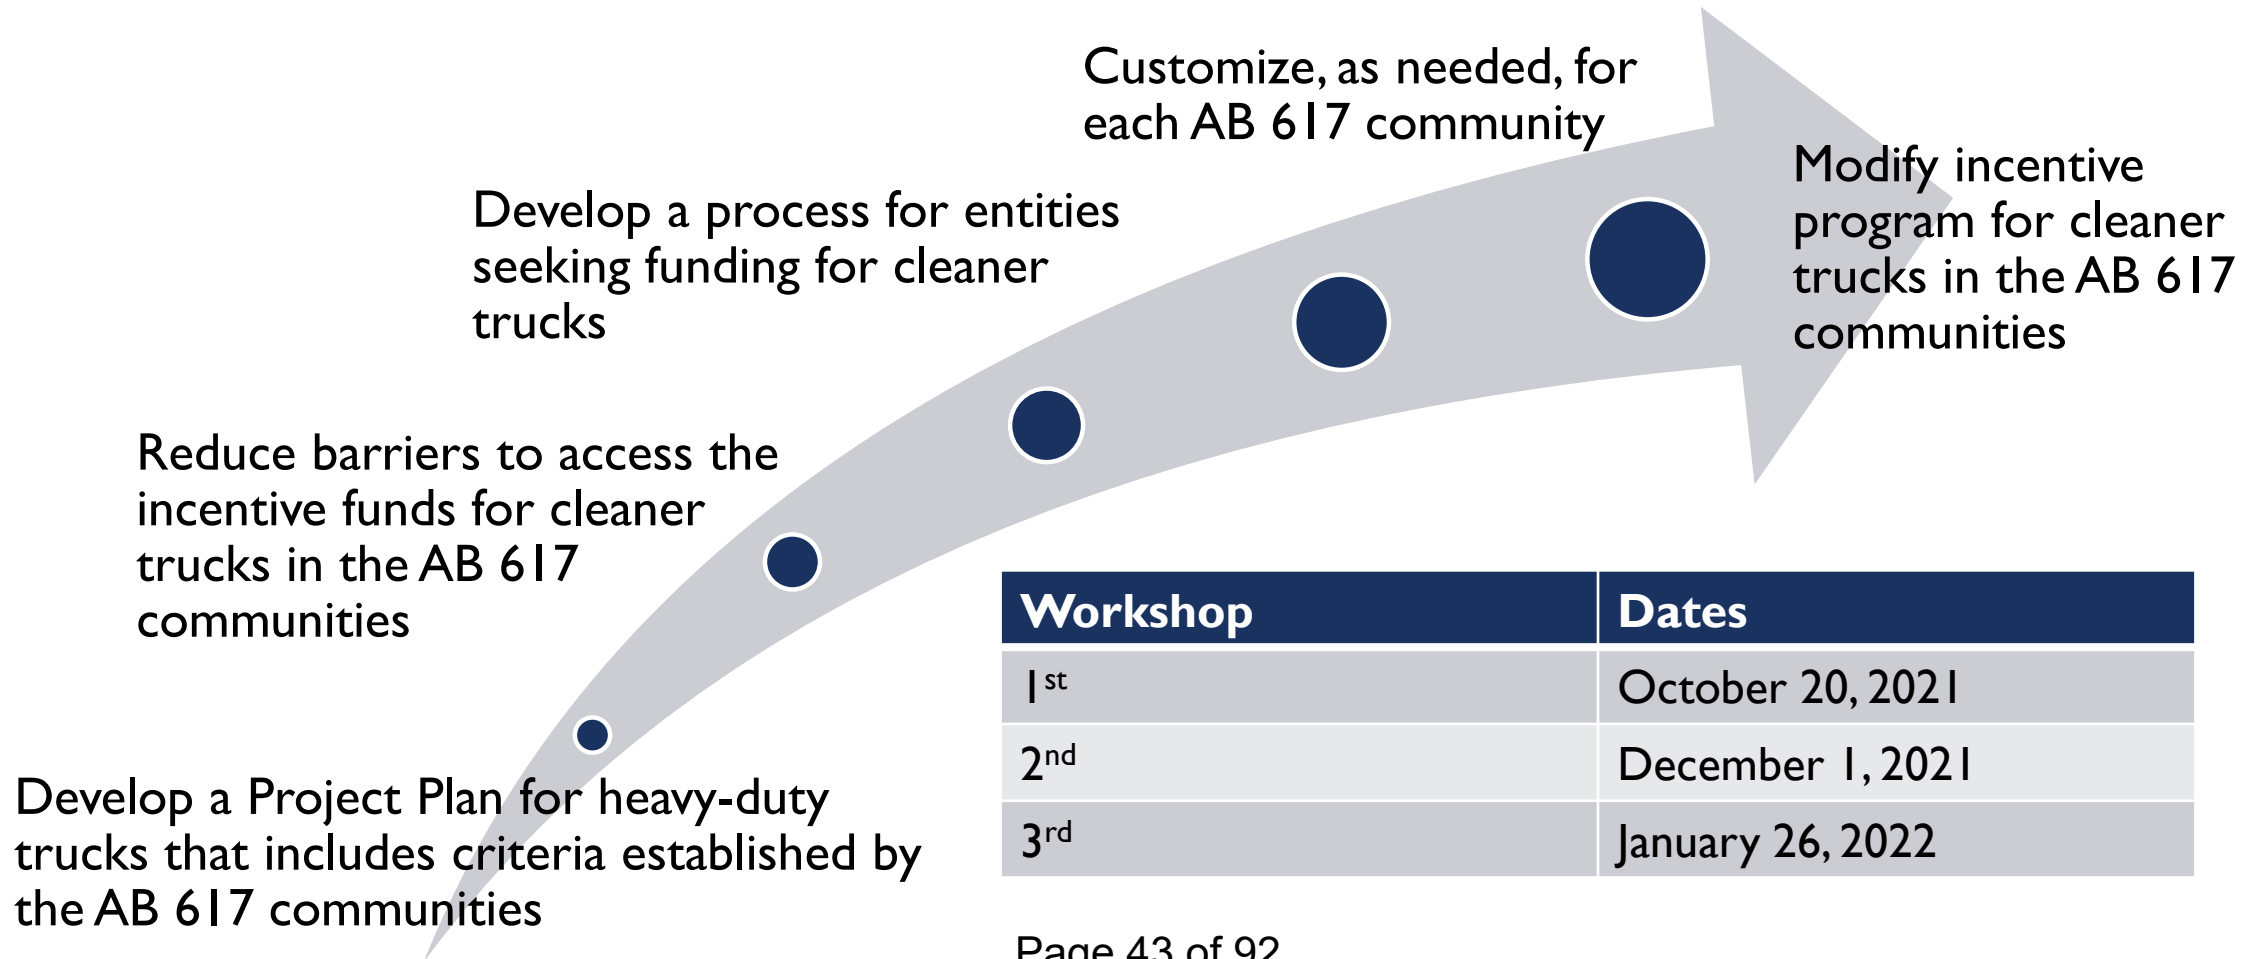 Customize, as needed, for
each AB 617 community
Modify incentive
program for cleaner
trucks in the AB 617
communities
Develop a process for entities
seeking funding for cleaner
trucks
Reduce barriers to access the
incentive funds for cleaner
trucks in the AB 617
communities
Develop a Project Plan for heavy-duty
trucks that includes criteria established by
the AB 617 communities
Workshop Dates
1st October 20, 2021
2nd December 1, 2021
3rd January 26, 2022
Page 43 of 92